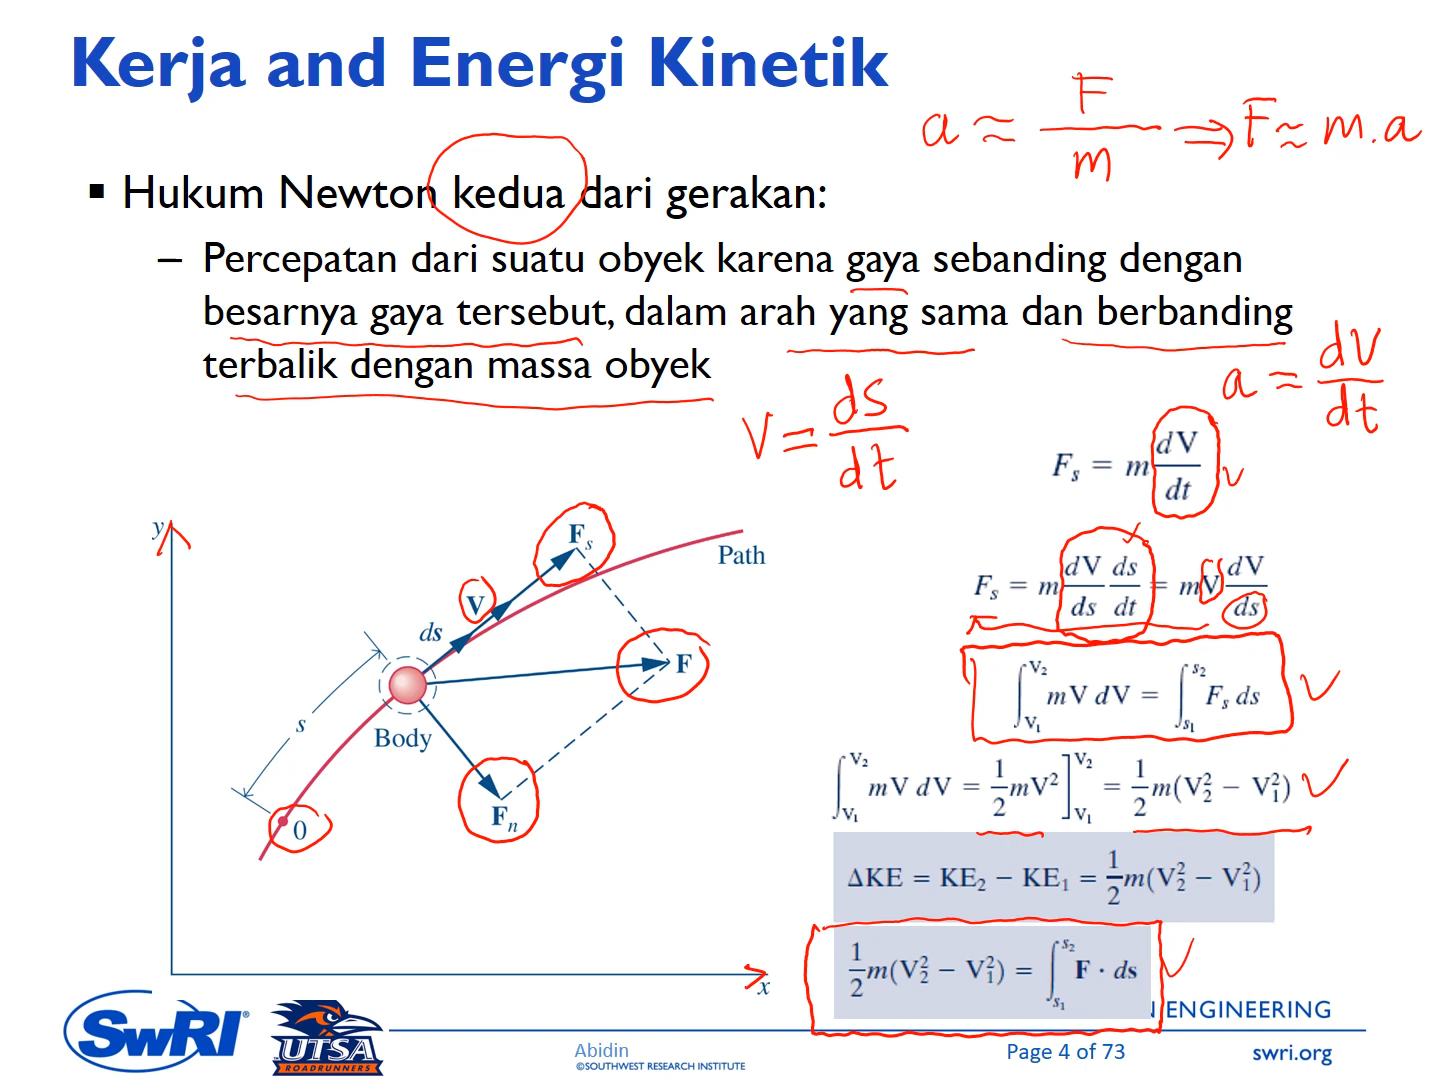 Kerja and Energi Kinetik
a ≈ F/m ⇒ F ≈ m.a
▪ Hukum Newton kedua dari gerakan:
– Percepatan dari suatu obyek karena gaya sebanding dengan
besarnya gaya tersebut, dalam arah yang sama dan berbanding
terbalik dengan massa obyek
a = dV/dt
V = ds/dt
Fₛ = m dV/dt
Fₛ = m dV/ds ds/dt = mV dV/ds
∫_{V₁}^{V₂} mV dV = ∫_{s₁}^{s₂} Fₛ ds
∫_{V₁}^{V₂} mV dV = 1/2 mV² ]_{V₁}^{V₂} = 1/2 m(V₂² − V₁²)
ΔKE = KE₂ − KE₁ = 1/2 m(V₂² − V₁²)
1/2 m(V₂² − V₁²) = ∫_{s₁}^{s₂} F · ds
y
Fₛ
Path
V
ds
F
s
Body
Fₙ
0
x
SwRI®
UTSA
ROADRUNNERS
ENGINEERING
Abidin
©SOUTHWEST RESEARCH INSTITUTE
Page 4 of 73
swri.org